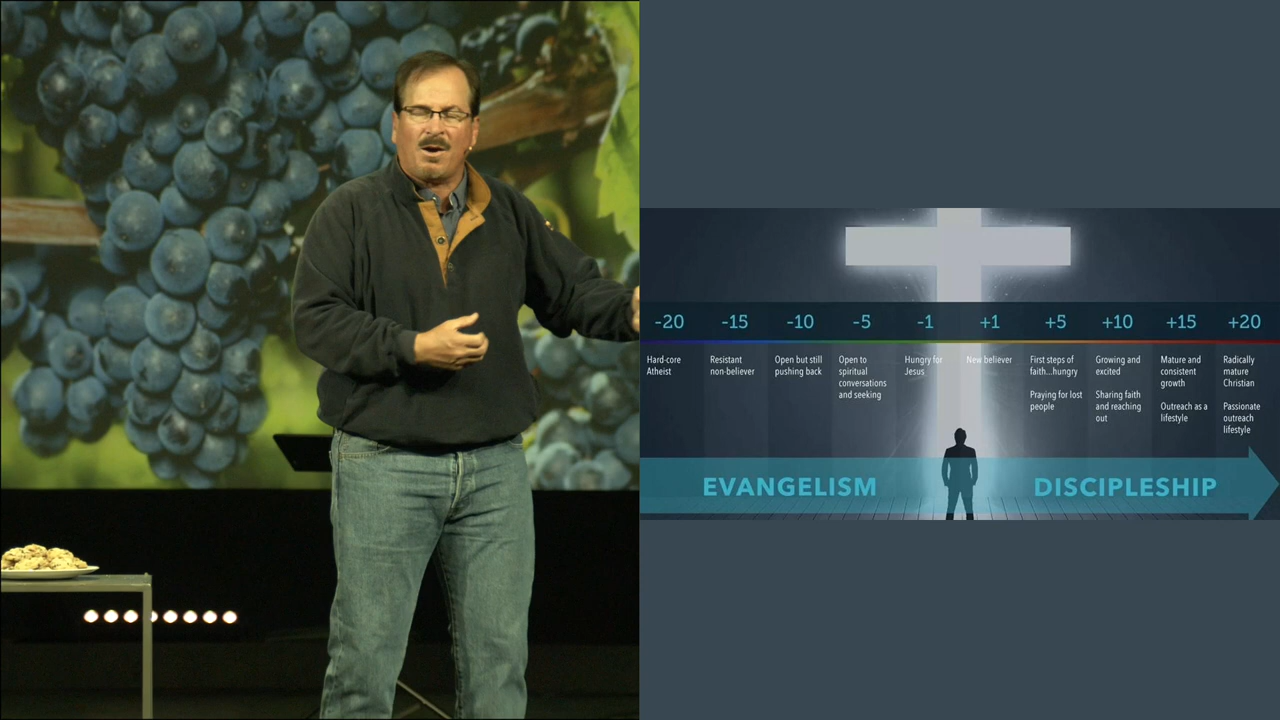 -20 -15 -10 -5 -1 +1 +5 +10 +15 +20
Hard-core
Atheist
Resistant
non-believer
Open but still
pushing back
Open to
spiritual
conversations
and seeking
Hungry for
Jesus
New believer
First steps of
faith...hungry
Praying for lost
people
Growing and
excited
Sharing faith
and reaching
out
Mature and
consistent
growth
Outreach as a
lifestyle
Radically
mature
Christian
Passionate
outreach
lifestyle
EVANGELISM
DISCIPLESHIP